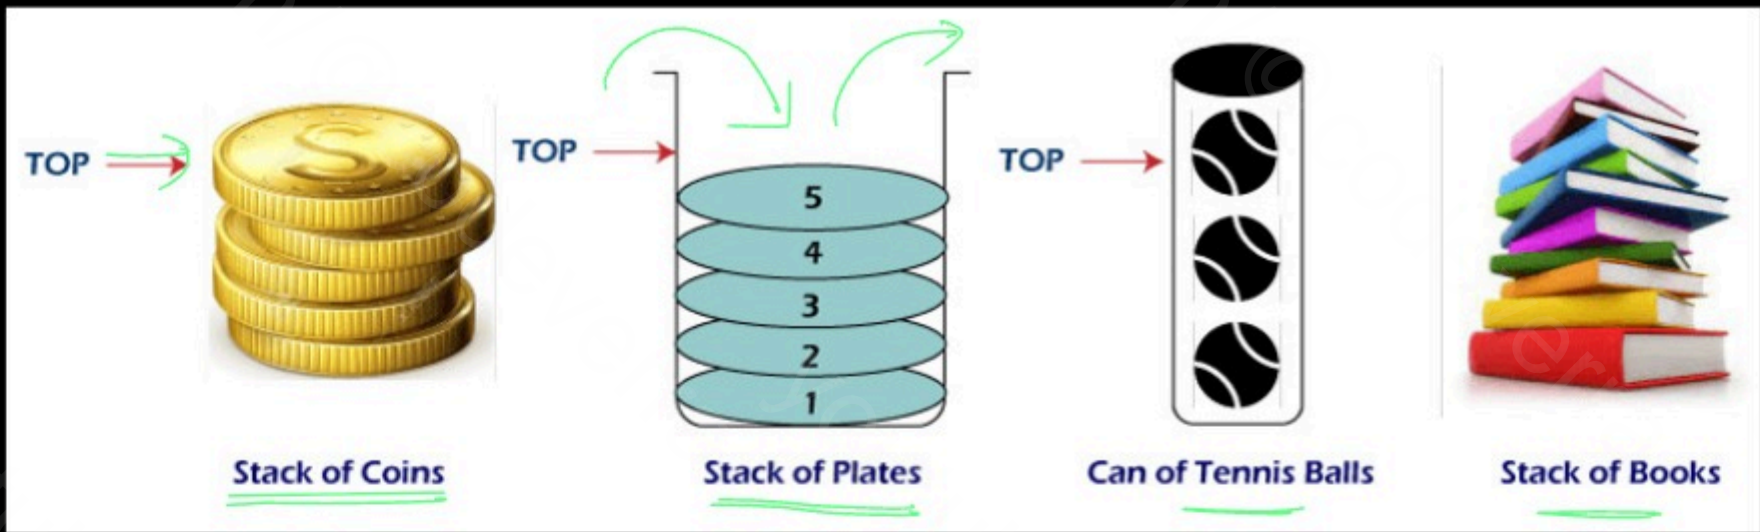 TOP
S
TOP
5
4
3
2
1
TOP
Stack of Coins
Stack of Plates
Can of Tennis Balls
Stack of Books